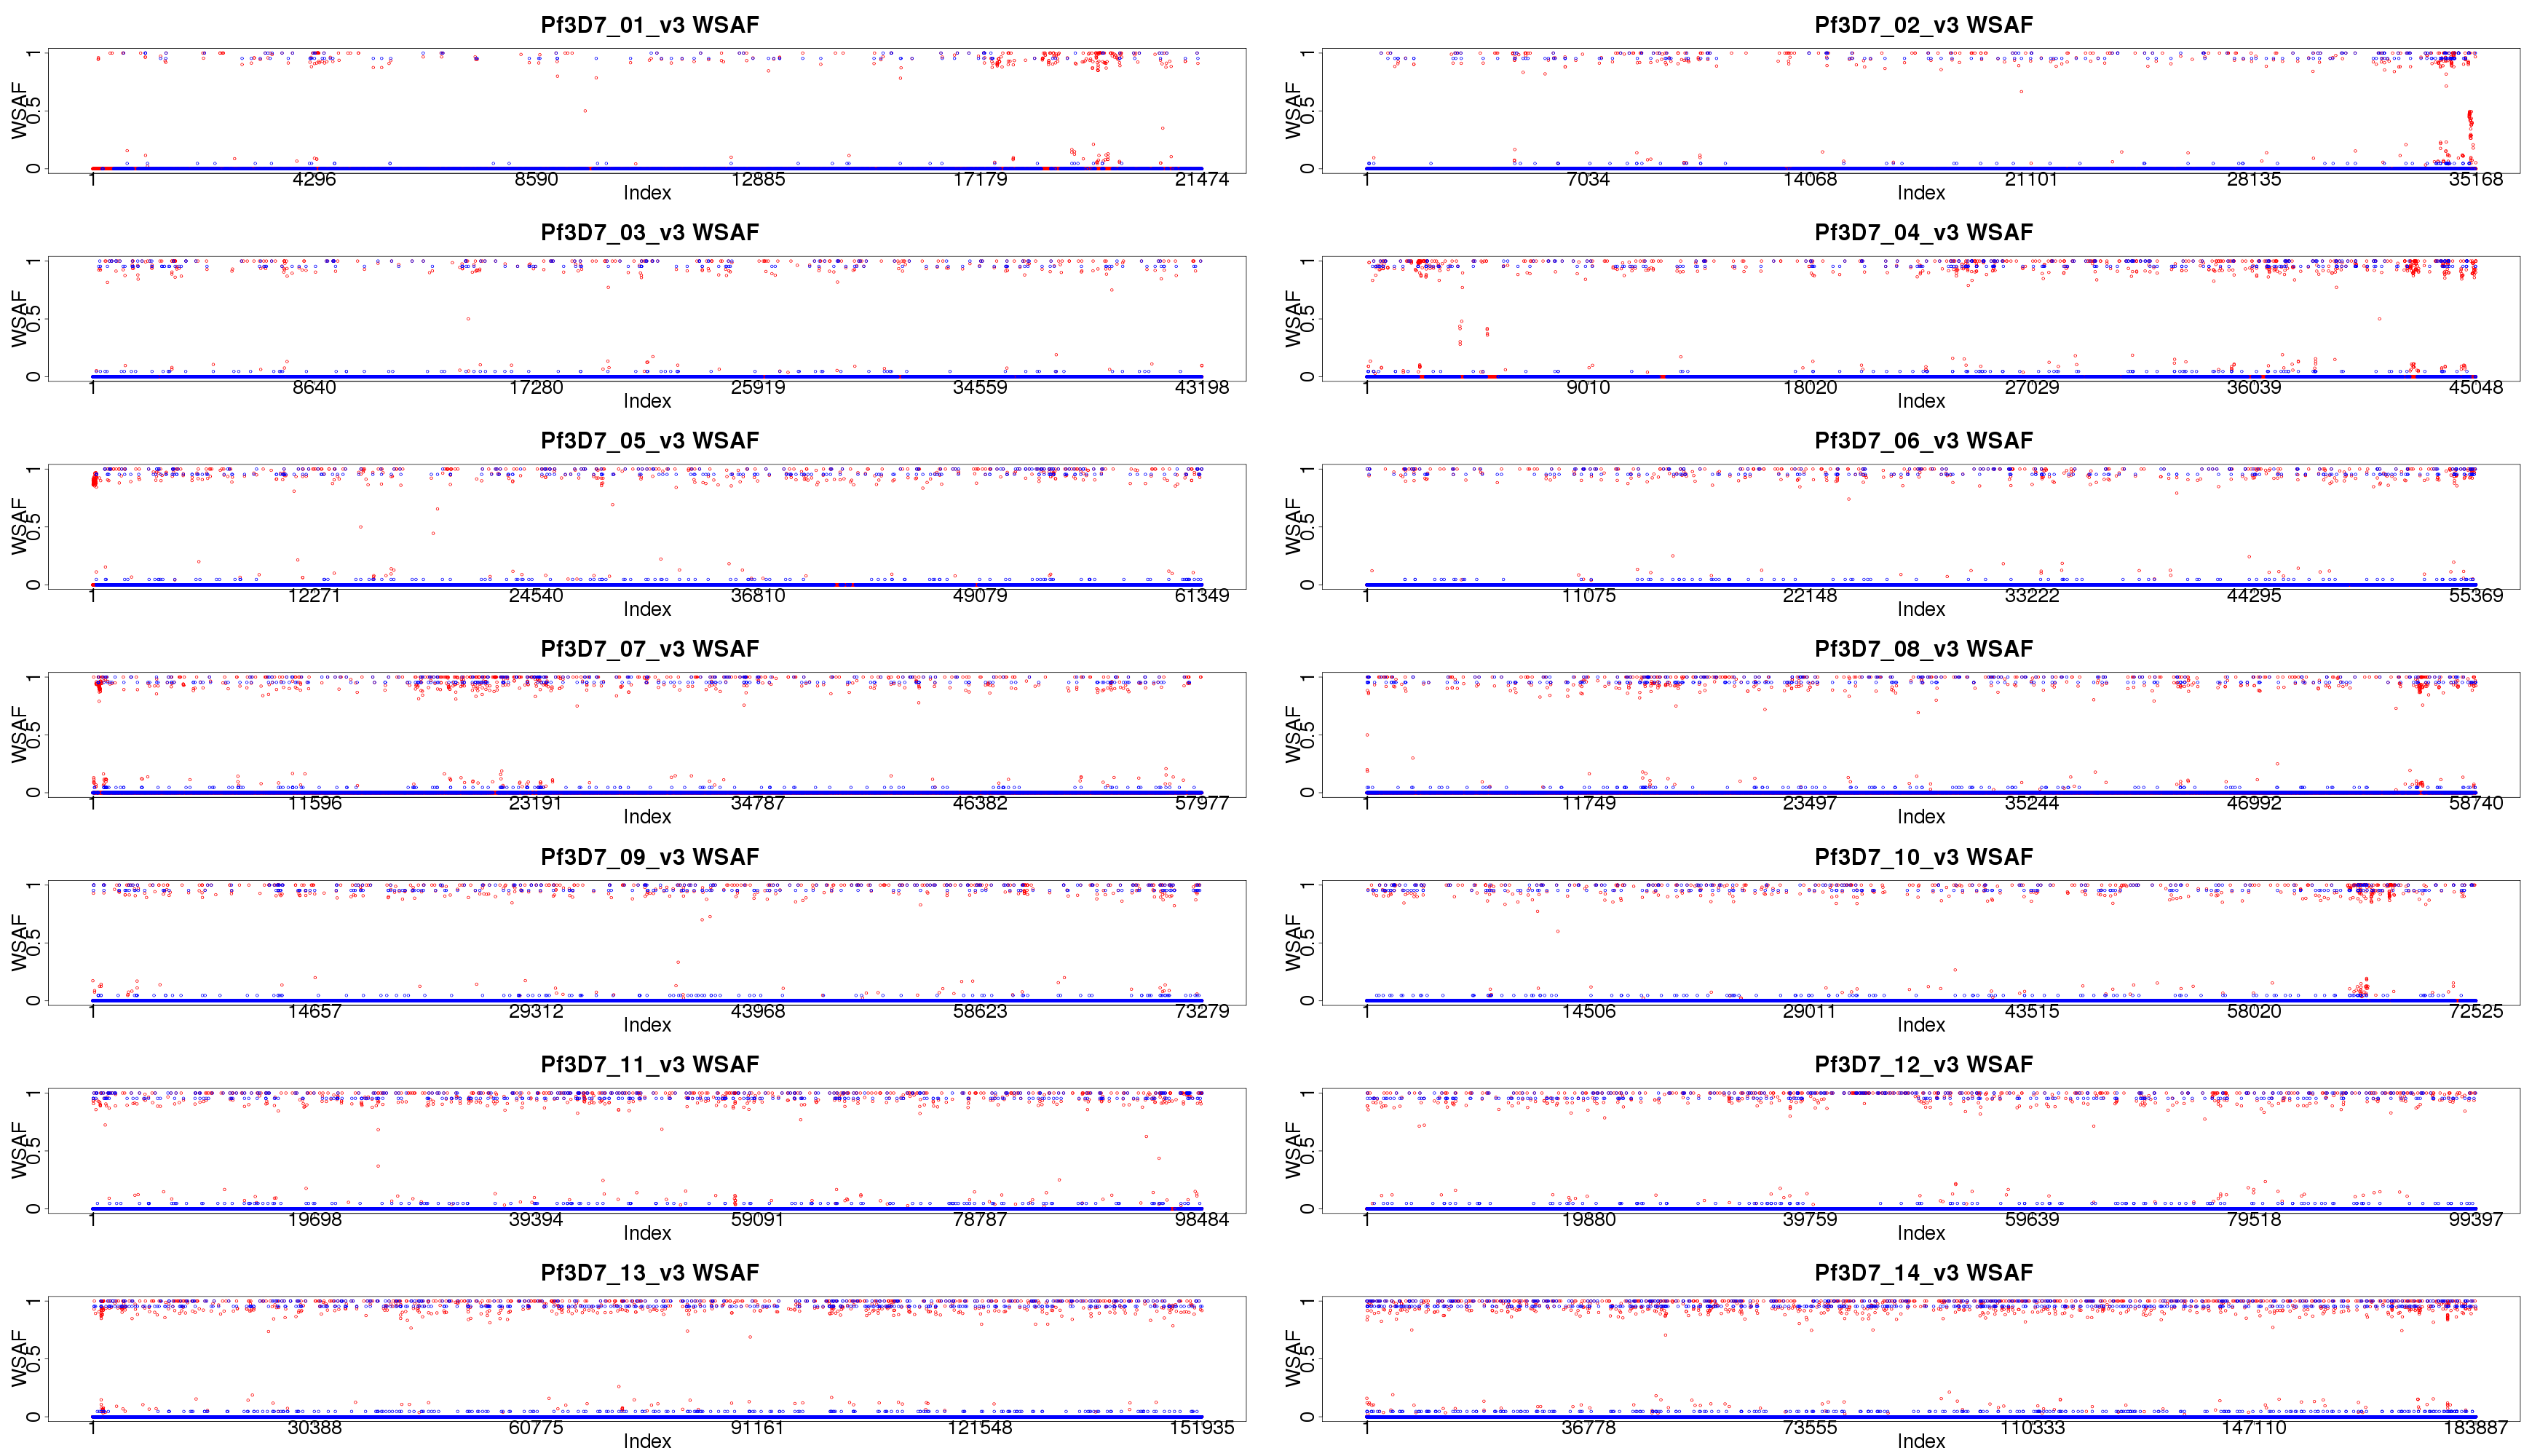 Pf3D7_01_v3 WSAF
WSAF
1
0.5
0
1 4296 8590 12885 17179 21474
Index
Pf3D7_02_v3 WSAF
WSAF
1
0.5
0
1 7034 14068 21101 28135 35168
Index
Pf3D7_03_v3 WSAF
WSAF
1
0.5
0
1 8640 17280 25919 34559 43198
Index
Pf3D7_04_v3 WSAF
WSAF
1
0.5
0
1 9010 18020 27029 36039 45048
Index
Pf3D7_05_v3 WSAF
WSAF
1
0.5
0
1 12271 24540 36810 49079 61349
Index
Pf3D7_06_v3 WSAF
WSAF
1
0.5
0
1 11075 22148 33222 44295 55369
Index
Pf3D7_07_v3 WSAF
WSAF
1
0.5
0
1 11596 23191 34787 46382 57977
Index
Pf3D7_08_v3 WSAF
WSAF
1
0.5
0
1 11749 23497 35244 46992 58740
Index
Pf3D7_09_v3 WSAF
WSAF
1
0.5
0
1 14657 29312 43968 58623 73279
Index
Pf3D7_10_v3 WSAF
WSAF
1
0.5
0
1 14506 29011 43515 58020 72525
Index
Pf3D7_11_v3 WSAF
WSAF
1
0.5
0
1 19698 39394 59091 78787 98484
Index
Pf3D7_12_v3 WSAF
WSAF
1
0.5
0
1 19880 39759 59639 79518 99397
Index
Pf3D7_13_v3 WSAF
WSAF
1
0.5
0
1 30388 60775 91161 121548 151935
Index
Pf3D7_14_v3 WSAF
WSAF
1
0.5
0
1 36778 73555 110333 147110 183887
Index